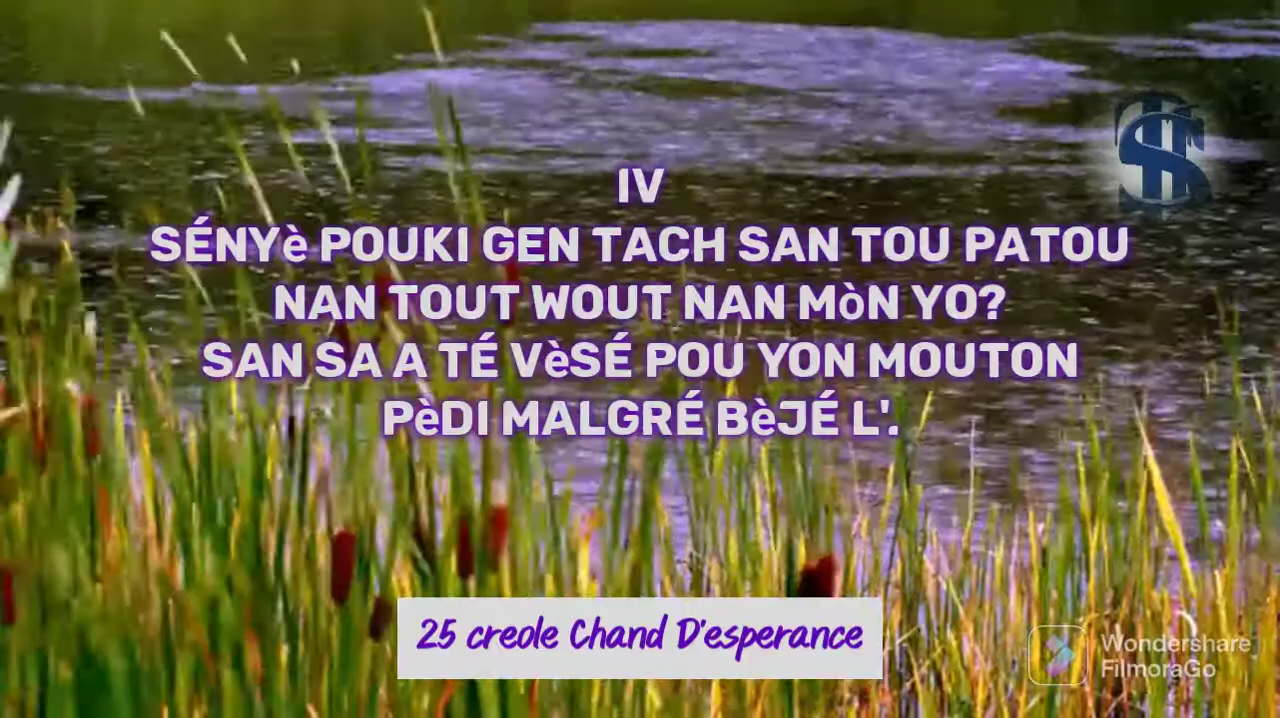 IV
SÉNYè POUKI GEN TACH SAN TOU PATOU
NAN TOUT WOUT NAN MòN YO?
SAN SA A TÉ VèSÉ POU YON MOUTON
PèDI MALGRÉ BèJÉ L'.
25 creole Chand D'esperance
Wondershare
FilmoraGo